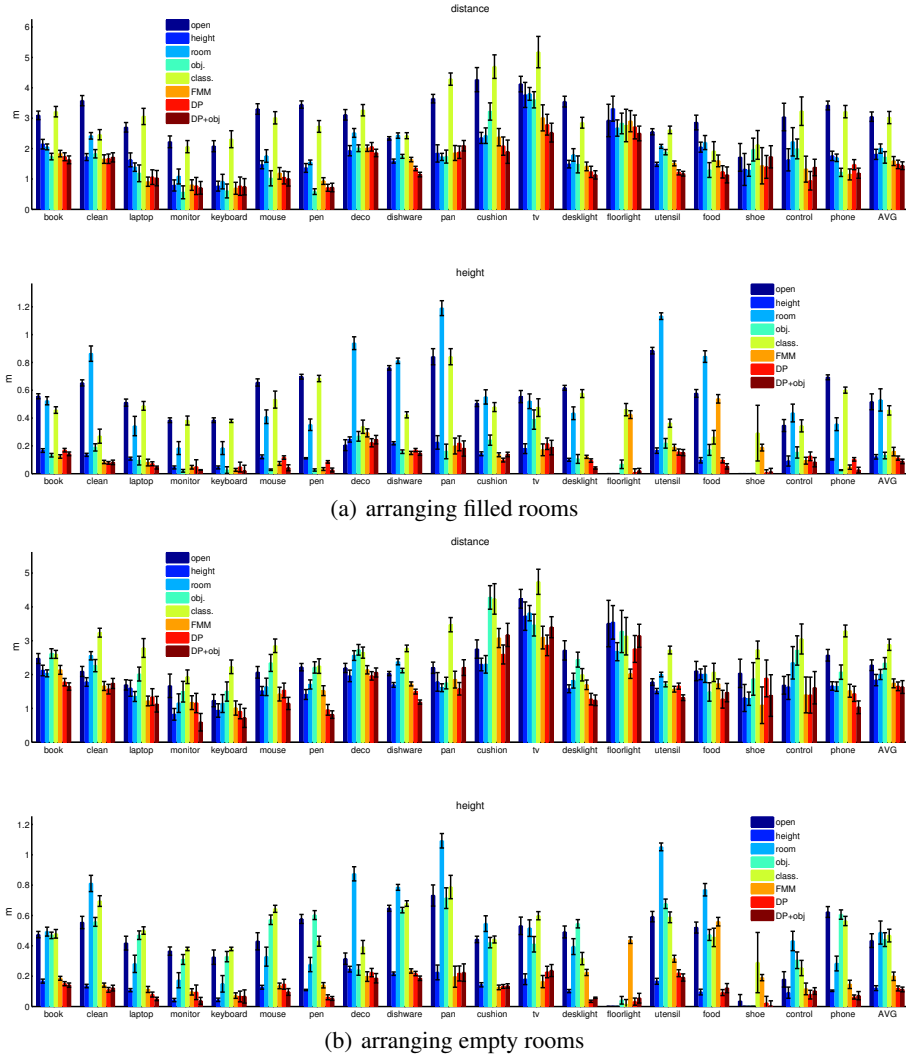 distance
6
5
4
3
2
1
0
m
open
height
room
obj.
class.
FMM
DP
DP+obj
book clean laptop monitor keyboard mouse pen deco dishware pan cushion tv desklight floorlight utensil food shoe control phone AVG
height
1.2
1
0.8
0.6
0.4
0.2
0
m
open
height
room
obj.
class.
FMM
DP
DP+obj
book clean laptop monitor keyboard mouse pen deco dishware pan cushion tv desklight floorlight utensil food shoe control phone AVG
(a) arranging filled rooms
distance
5
4
3
2
1
0
m
open
height
room
obj.
class.
FMM
DP
DP+obj
book clean laptop monitor keyboard mouse pen deco dishware pan cushion tv desklight floorlight utensil food shoe control phone AVG
height
1.2
1
0.8
0.6
0.4
0.2
0
m
open
height
room
obj.
class.
FMM
DP
DP+obj
book clean laptop monitor keyboard mouse pen deco dishware pan cushion tv desklight floorlight utensil food shoe control phone AVG
(b) arranging empty rooms